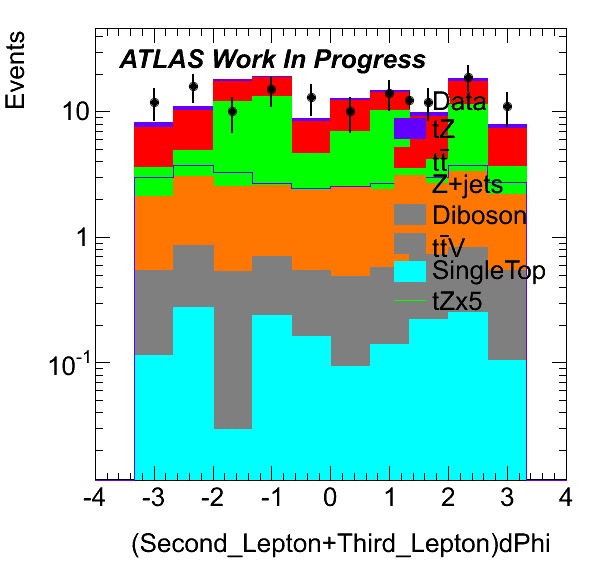 Events
ATLAS Work In Progress
Data
tZ
tt̄
Z+jets
Diboson
tt̄V
SingleTop
tZx5
10
1
10⁻¹
-4 -3 -2 -1 0 1 2 3 4
(Second_Lepton+Third_Lepton)dPhi